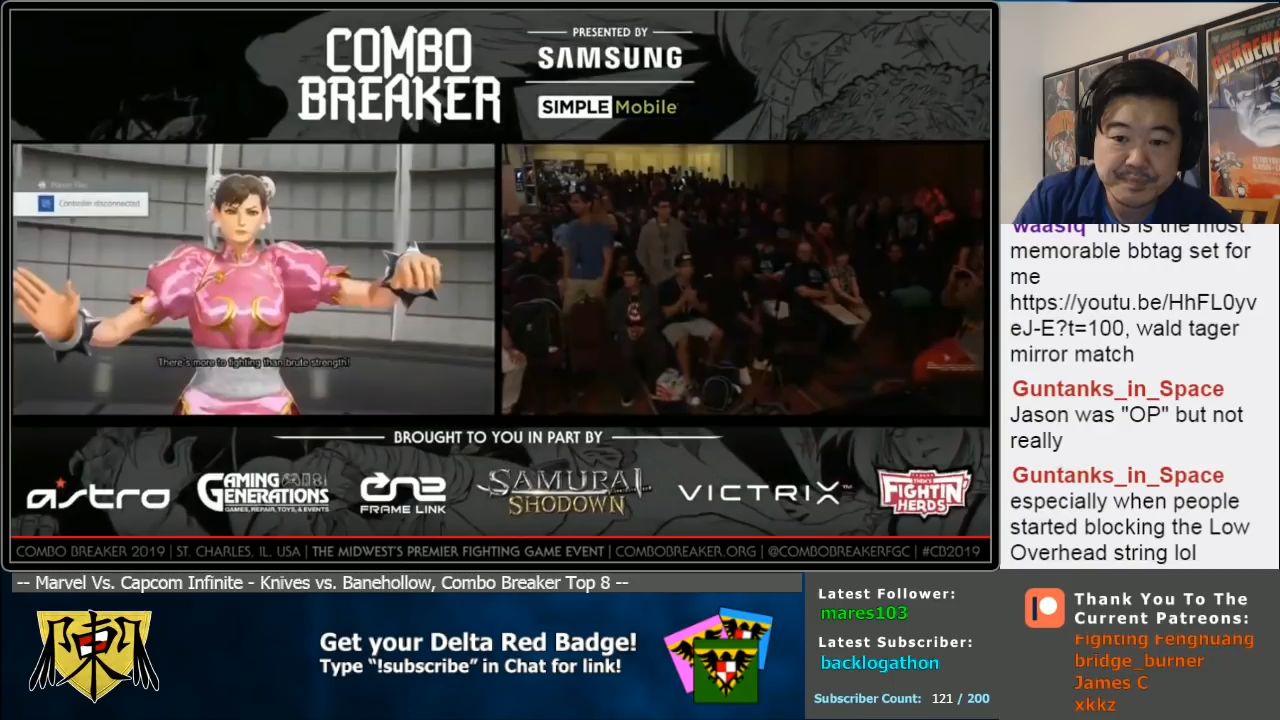 COMBO
BREAKER
PRESENTED BY
SAMSUNG
SIMPLE Mobile
Controller disconnected
There's more to fighting than brute strength!
BROUGHT TO YOU IN PART BY
astro
GAMING
GENERATIONS
GAMES, REPAIR, TOYS, & EVENTS
FRAME LINK
SAMURAI
SHODOWN
VICTRIX™
THEM'S
FIGHTIN'
HERDS
COMBO BREAKER 2019 | ST. CHARLES, IL. USA | THE MIDWEST'S PREMIER FIGHTING GAME EVENT | COMBOBREAKER.ORG | @COMBOBREAKERFGC | #CB2019
waasiq this is the most
memorable bbtag set for
me
https://youtu.be/HhFL0yv
eJ-E?t=100, wald tager
mirror match
Guntanks_in_Space
Jason was "OP" but not
really
Guntanks_in_Space
especially when people
started blocking the Low
Overhead string lol
-- Marvel Vs. Capcom Infinite - Knives vs. Banehollow, Combo Breaker Top 8 --
Get your Delta Red Badge!
Type "!subscribe" in Chat for link!
Latest Follower:
mares103
Latest Subscriber:
backlogathon
Subscriber Count: 121 / 200
Thank You To The
Current Patreons:
Fighting Fenghuang
bridge_burner
James C
xkkz